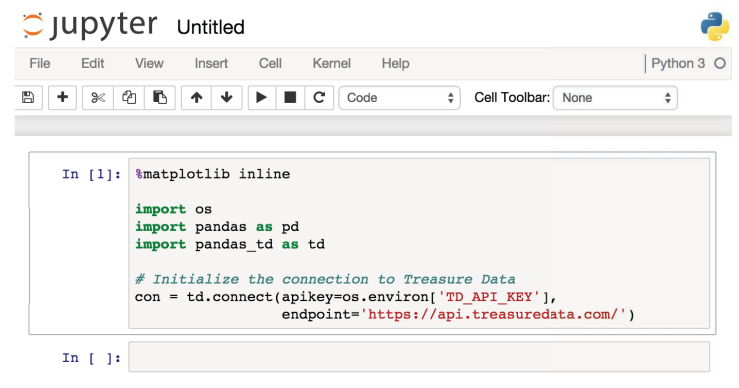 jupyter Untitled
File Edit View Insert Cell Kernel Help Python 3
Code Cell Toolbar: None
In [1]: %matplotlib inline
import os
import pandas as pd
import pandas_td as td
# Initialize the connection to Treasure Data
con = td.connect(apikey=os.environ['TD_API_KEY'],
endpoint='https://api.treasuredata.com/')
In [ ]: